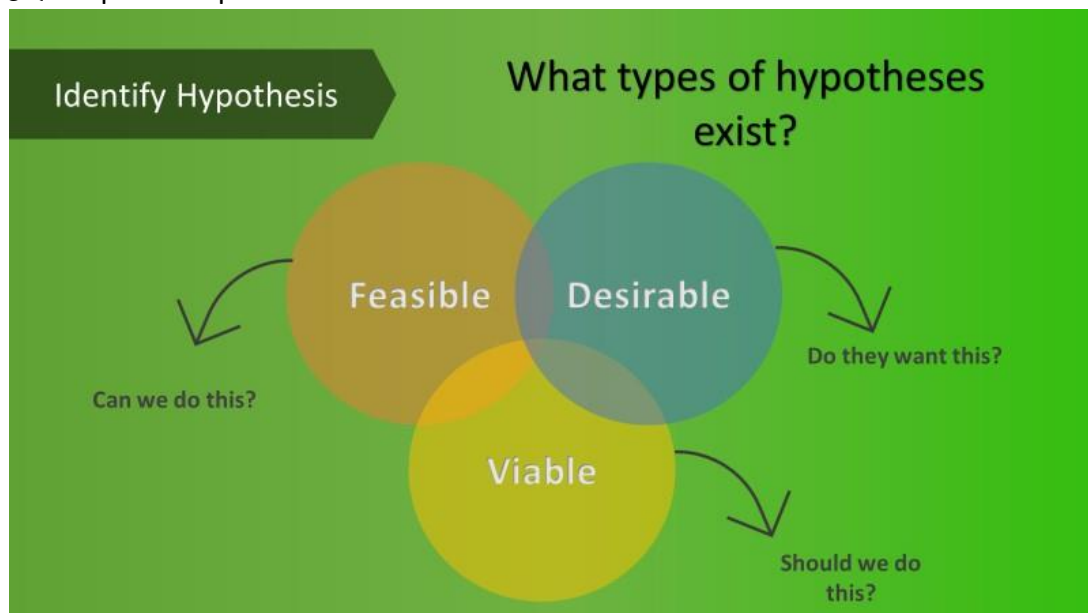 Identify Hypothesis
What types of hypotheses
exist?
Feasible
Desirable
Do they want this?
Can we do this?
Viable
Should we do
this?